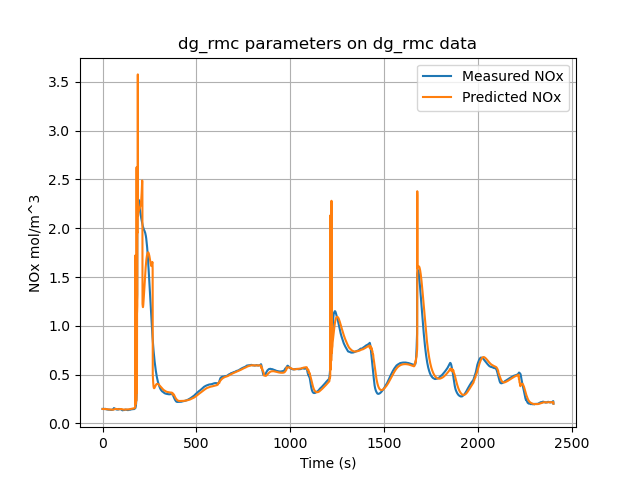 dg_rmc parameters on dg_rmc data
Measured NOx
Predicted NOx
NOx mol/m^3
3.5
3.0
2.5
2.0
1.5
1.0
0.5
0.0
0
500
1000
1500
2000
2500
Time (s)